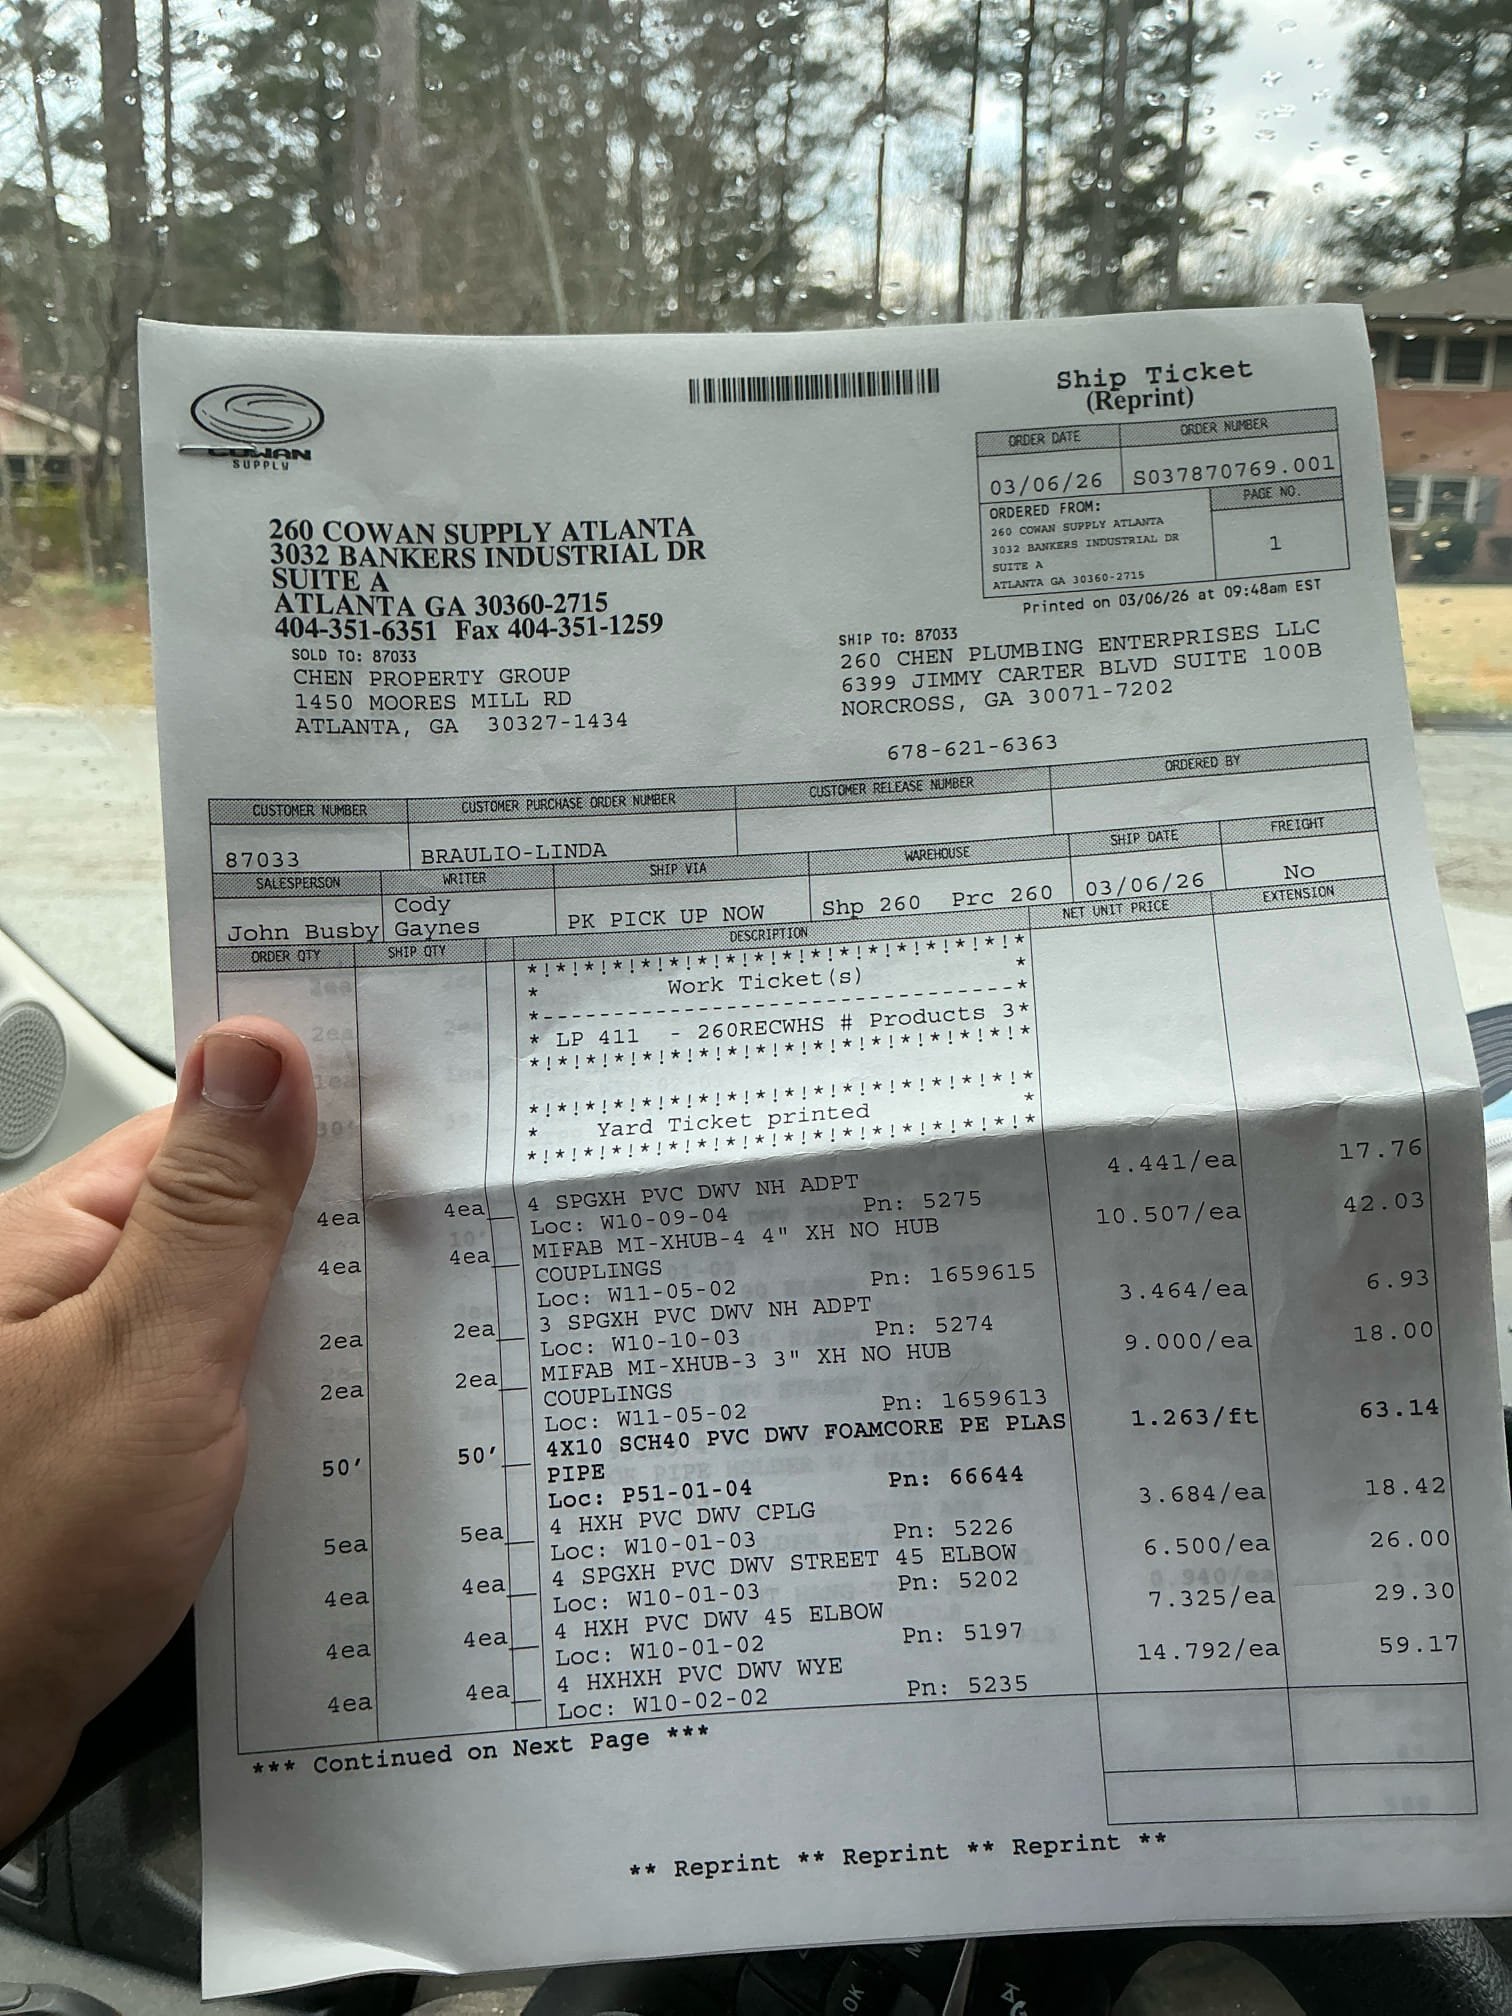 COWAN
SUPPLY
Ship Ticket
(Reprint)
ORDER DATE ORDER NUMBER
03/06/26 S037870769.001
ORDERED FROM: PAGE NO.
260 COWAN SUPPLY ATLANTA
3032 BANKERS INDUSTRIAL DR
SUITE A
ATLANTA GA 30360-2715
1
Printed on 03/06/26 at 09:48am EST
260 COWAN SUPPLY ATLANTA
3032 BANKERS INDUSTRIAL DR
SUITE A
ATLANTA GA 30360-2715
404-351-6351 Fax 404-351-1259
SOLD TO: 87033
CHEN PROPERTY GROUP
1450 MOORES MILL RD
ATLANTA, GA 30327-1434
SHIP TO: 87033
260 CHEN PLUMBING ENTERPRISES LLC
6399 JIMMY CARTER BLVD SUITE 100B
NORCROSS, GA 30071-7202
678-621-6363
CUSTOMER NUMBER CUSTOMER PURCHASE ORDER NUMBER CUSTOMER RELEASE NUMBER ORDERED BY
87033 BRAULIO-LINDA
SALESPERSON WRITER SHIP VIA WAREHOUSE SHIP DATE FREIGHT
John Busby Cody Gaynes PK PICK UP NOW Shp 260 Prc 260 03/06/26 No
ORDER QTY SHIP QTY DESCRIPTION NET UNIT PRICE EXTENSION
*!*!*!*!*!*!*!*!*!*!*!*!*!*!*!*!*!*
* Work Ticket(s) *
*---------------------------------*
* LP 411 - 260RECWHS # Products 3*
*!*!*!*!*!*!*!*!*!*!*!*!*!*!*!*!*!*
*!*!*!*!*!*!*!*!*!*!*!*!*!*!*!*!*!*
* Yard Ticket printed *
*!*!*!*!*!*!*!*!*!*!*!*!*!*!*!*!*!*
4ea 4ea 4 SPGXH PVC DWV NH ADPT 4.441/ea 17.76
Loc: W10-09-04 Pn: 5275
4ea 4ea MIFAB MI-XHUB-4 4" XH NO HUB 10.507/ea 42.03
COUPLINGS
Loc: W11-05-02 Pn: 1659615
2ea 2ea 3 SPGXH PVC DWV NH ADPT 3.464/ea 6.93
Loc: W10-10-03 Pn: 5274
2ea 2ea MIFAB MI-XHUB-3 3" XH NO HUB 9.000/ea 18.00
COUPLINGS
Loc: W11-05-02 Pn: 1659613
50' 50' 4X10 SCH40 PVC DWV FOAMCORE PE PLAS 1.263/ft 63.14
PIPE
Loc: P51-01-04 Pn: 66644
5ea 5ea 4 HXH PVC DWV CPLG 3.684/ea 18.42
Loc: W10-01-03 Pn: 5226
4ea 4ea 4 SPGXH PVC DWV STREET 45 ELBOW 6.500/ea 26.00
Loc: W10-01-03 Pn: 5202
4ea 4ea 4 HXH PVC DWV 45 ELBOW 7.325/ea 29.30
Loc: W10-01-02 Pn: 5197
4ea 4ea 4 HXHXH PVC DWV WYE 14.792/ea 59.17
Loc: W10-02-02 Pn: 5235
*** Continued on Next Page ***
** Reprint ** Reprint ** Reprint **
OK